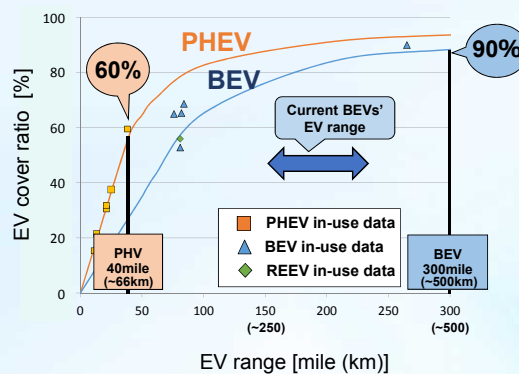 100
80
60
40
20
0
EV cover ratio [%]
PHEV
BEV
60%
90%
Current BEVs'
EV range
PHEV in-use data
BEV in-use data
REEV in-use data
PHV
40mile
(~66km)
BEV
300mile
(~500km)
0
50
100
150
200
250
300
(~250)
(~500)
EV range [mile (km)]